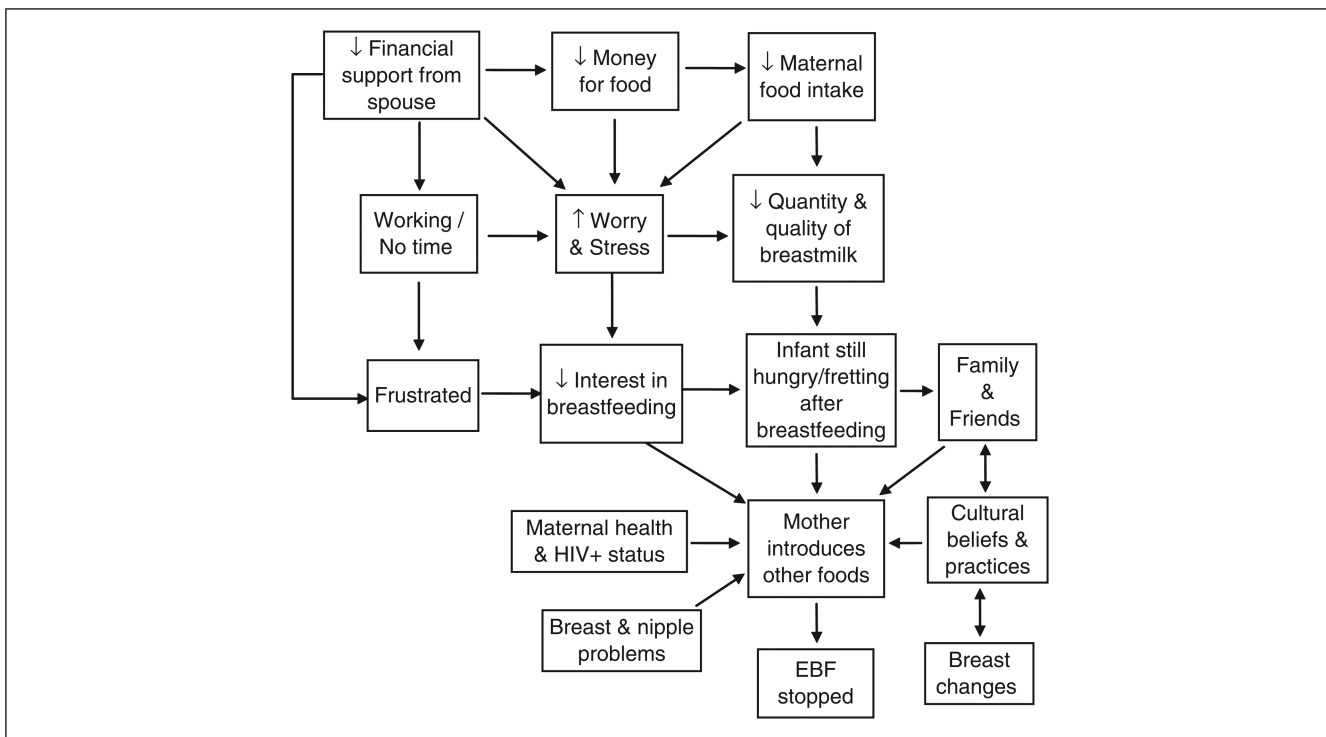 ↓ Financial
support from
spouse
↓ Money
for food
↓ Maternal
food intake
Working /
No time
↑ Worry
& Stress
↓ Quantity &
quality of
breastmilk
Frustrated
↓ Interest in
breastfeeding
Infant still
hungry/fretting
after
breastfeeding
Family
&
Friends
Maternal health
& HIV+ status
Mother
introduces
other foods
Cultural
beliefs &
practices
Breast & nipple
problems
EBF
stopped
Breast
changes